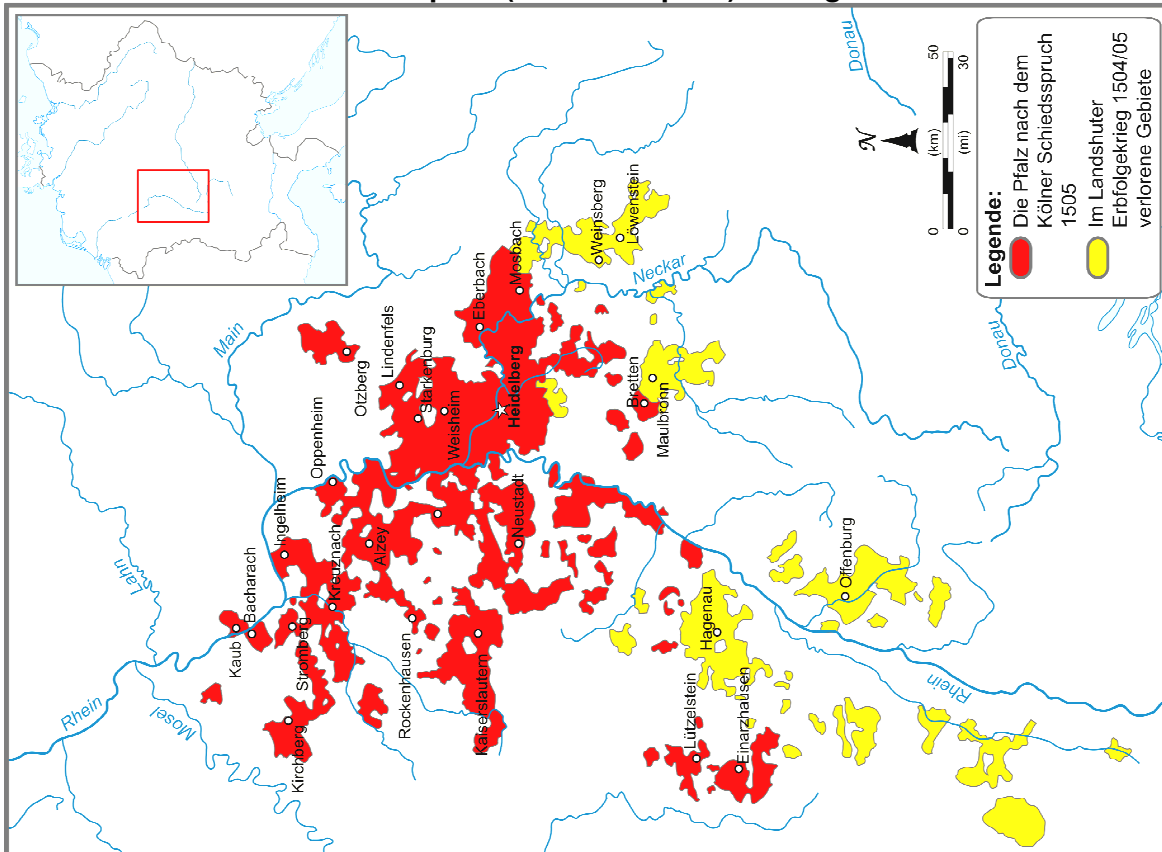 Donau
50
30
(km)
(mi)
0
0
N
Legende:
Die Pfalz nach dem
Kölner Schiedsspruch
1505
Im Landshuter
Erbfolgekrieg 1504/05
verlorene Gebiete
Main
Lahn
Rhein
Mosel
Neckar
Donau
Rhein
Otzberg
Lindenfels
Starkenburg
Weisheim
Heidelberg
Eberbach
Mosbach
Weinsberg
Löwenstein
Bretten
Maulbronn
Oppenheim
Ingelheim
Bacharach
Kaub
Stromberg
Kreuznach
Alzey
Neustadt
Kirchberg
Rockenhausen
Kaiserslautern
Lützelstein
Einarzhausen
Hagenau
Offenburg